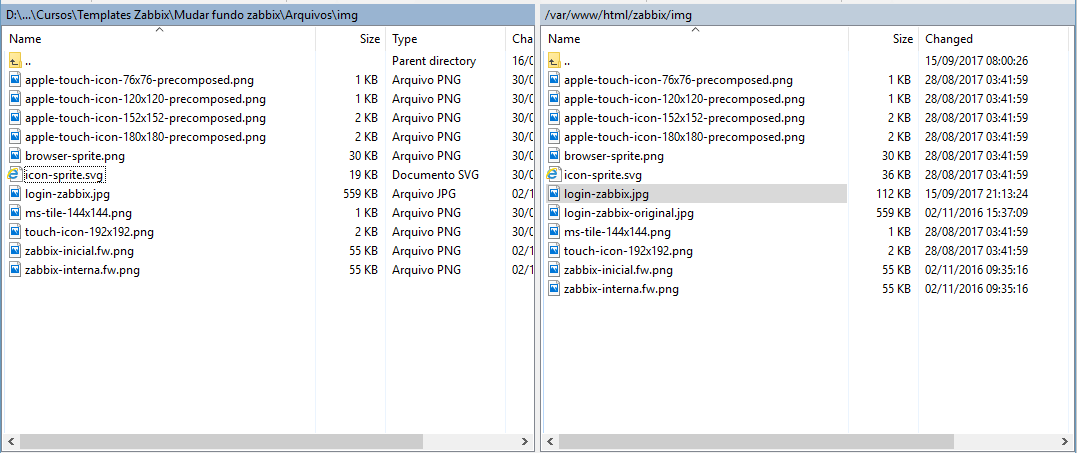 D:\...\Cursos\Templates Zabbix\Mudar fundo zabbix\Arquivos\img
Name Size Type Cha
.. Parent directory 16/0
apple-touch-icon-76x76-precomposed.png 1 KB Arquivo PNG 30/0
apple-touch-icon-120x120-precomposed.png 1 KB Arquivo PNG 30/0
apple-touch-icon-152x152-precomposed.png 2 KB Arquivo PNG 30/0
apple-touch-icon-180x180-precomposed.png 2 KB Arquivo PNG 30/0
browser-sprite.png 30 KB Arquivo PNG 30/0
icon-sprite.svg 19 KB Documento SVG 30/0
login-zabbix.jpg 559 KB Arquivo JPG 02/1
ms-tile-144x144.png 1 KB Arquivo PNG 30/0
touch-icon-192x192.png 2 KB Arquivo PNG 30/0
zabbix-inicial.fw.png 55 KB Arquivo PNG 02/1
zabbix-interna.fw.png 55 KB Arquivo PNG 02/1
/var/www/html/zabbix/img
Name Size Changed
.. 15/09/2017 08:00:26
apple-touch-icon-76x76-precomposed.png 1 KB 28/08/2017 03:41:59
apple-touch-icon-120x120-precomposed.png 1 KB 28/08/2017 03:41:59
apple-touch-icon-152x152-precomposed.png 2 KB 28/08/2017 03:41:59
apple-touch-icon-180x180-precomposed.png 2 KB 28/08/2017 03:41:59
browser-sprite.png 30 KB 28/08/2017 03:41:59
icon-sprite.svg 36 KB 28/08/2017 03:41:59
login-zabbix.jpg 112 KB 15/09/2017 21:13:24
login-zabbix-original.jpg 559 KB 02/11/2016 15:37:09
ms-tile-144x144.png 1 KB 28/08/2017 03:41:59
touch-icon-192x192.png 2 KB 28/08/2017 03:41:59
zabbix-inicial.fw.png 55 KB 02/11/2016 09:35:16
zabbix-interna.fw.png 55 KB 02/11/2016 09:35:16